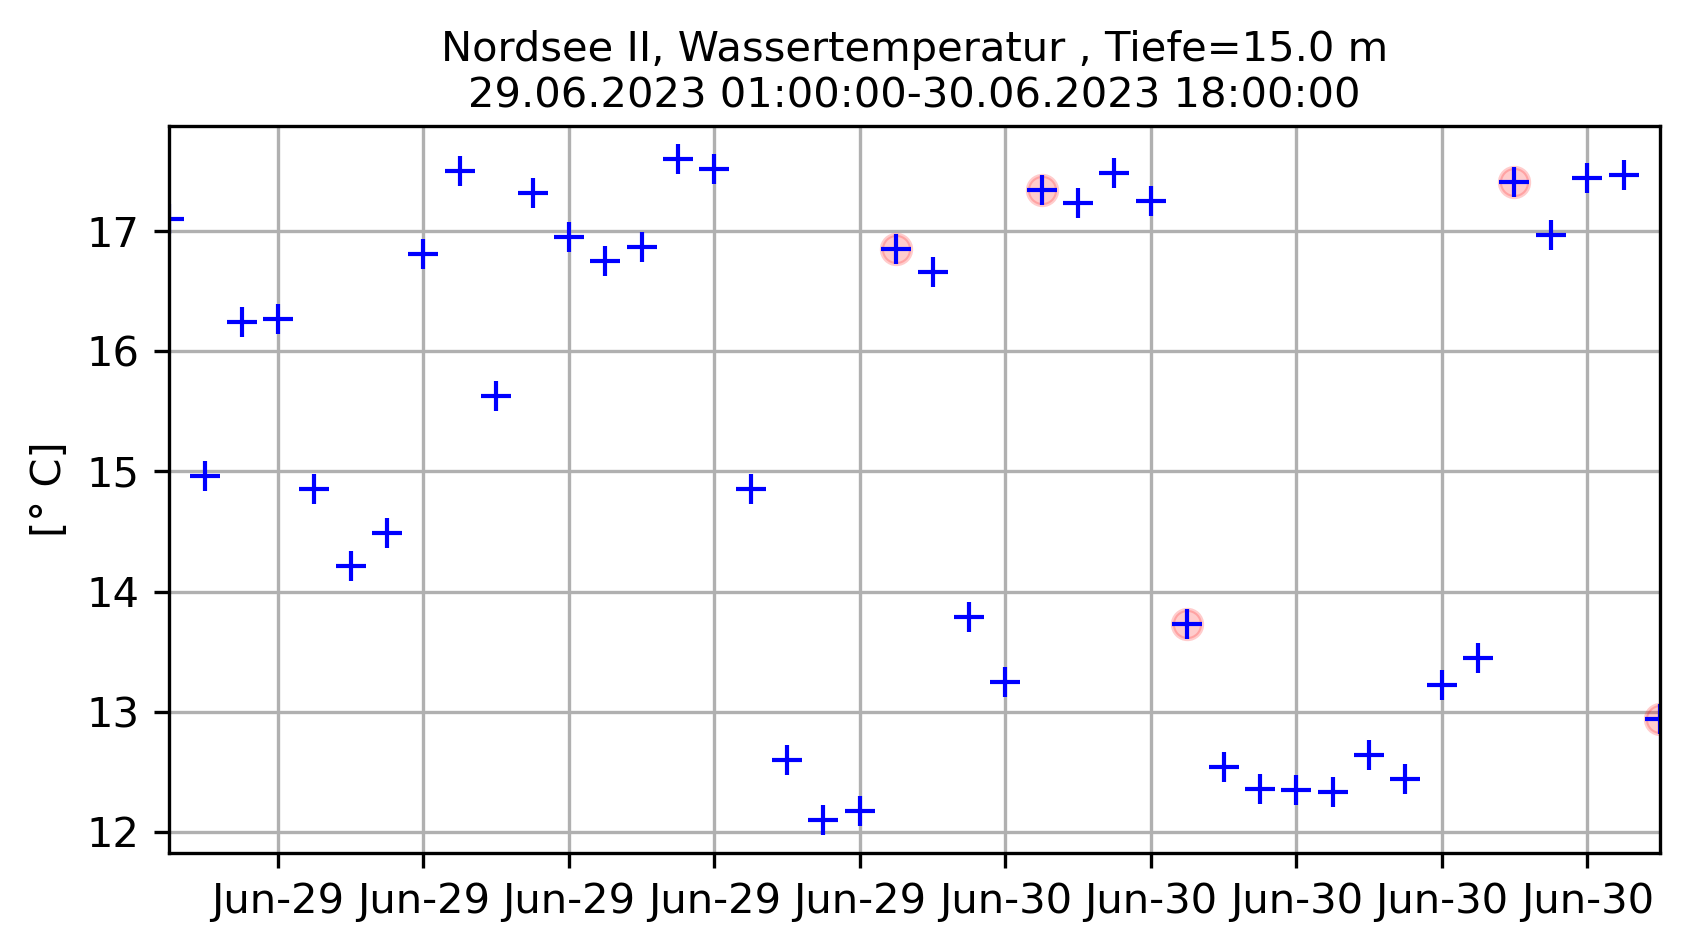 Nordsee II, Wassertemperatur , Tiefe=15.0 m
29.06.2023 01:00:00-30.06.2023 18:00:00
[° C]
17
16
15
14
13
12
Jun-29 Jun-29 Jun-29 Jun-29 Jun-29 Jun-30 Jun-30 Jun-30 Jun-30 Jun-30